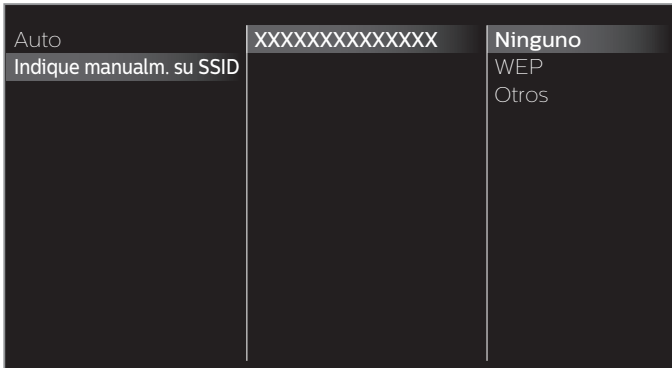 Auto
Indique manualm. su SSID
XXXXXXXXXXXXXX
Ninguno
WEP
Otros